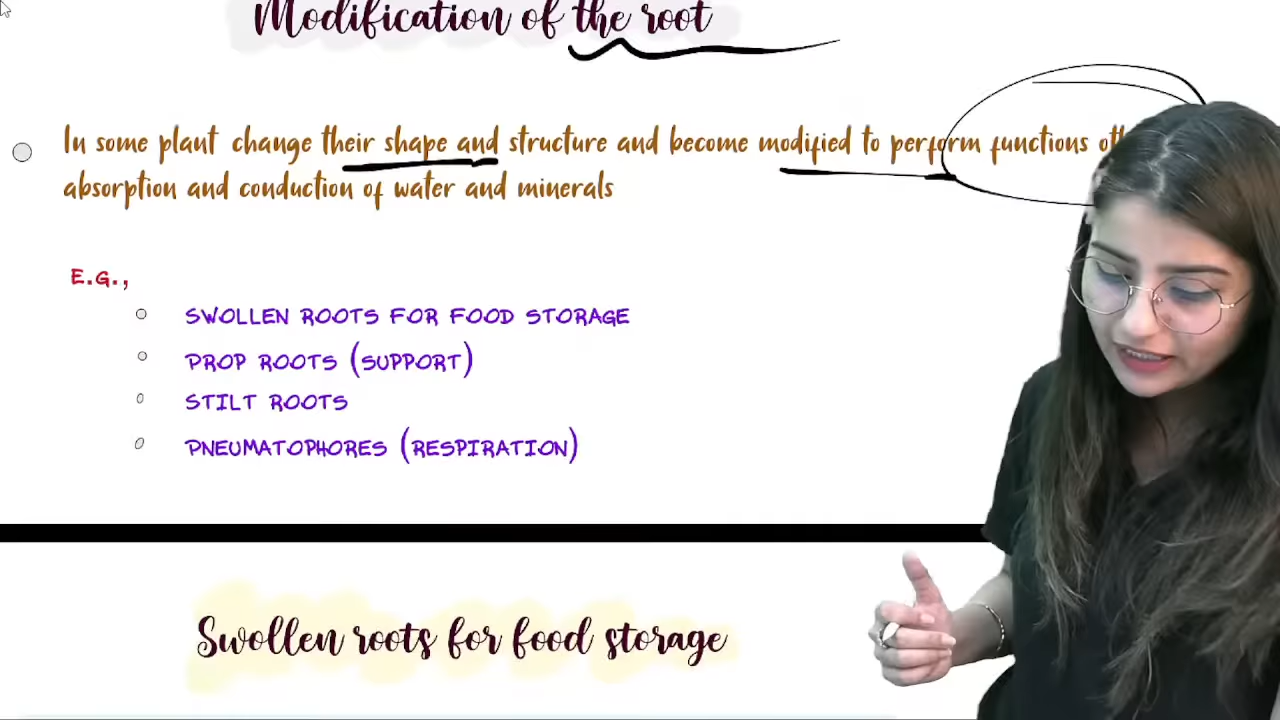 Modification of the root
In some plant change their shape and structure and become modified to perform functions
absorption and conduction of water and minerals
E.G.,
SWOLLEN ROOTS FOR FOOD STORAGE
PROP ROOTS (SUPPORT)
STILT ROOTS
PNEUMATOPHORES (RESPIRATION)
Swollen roots for food storage